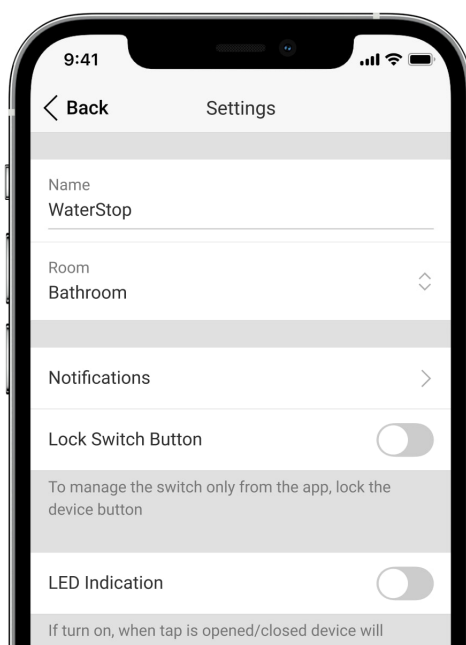 9:41
Back
Settings
Name
WaterStop
Room
Bathroom
Notifications
Lock Switch Button
To manage the switch only from the app, lock the
device button
LED Indication
If turn on, when tap is opened/closed device will